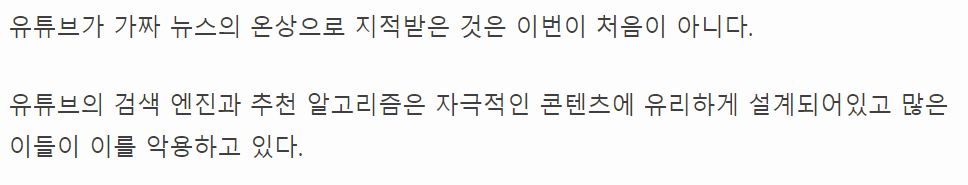 유튜브가 가짜 뉴스의 온상으로 지적받은 것은 이번이 처음이 아니다.
유튜브의 검색 엔진과 추천 알고리즘은 자극적인 콘텐츠에 유리하게 설계되어있고 많은
이들이 이를 악용하고 있다.